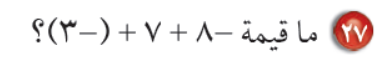 ٢٧ ما قيمة –٨ + ٧ + (–٣)؟